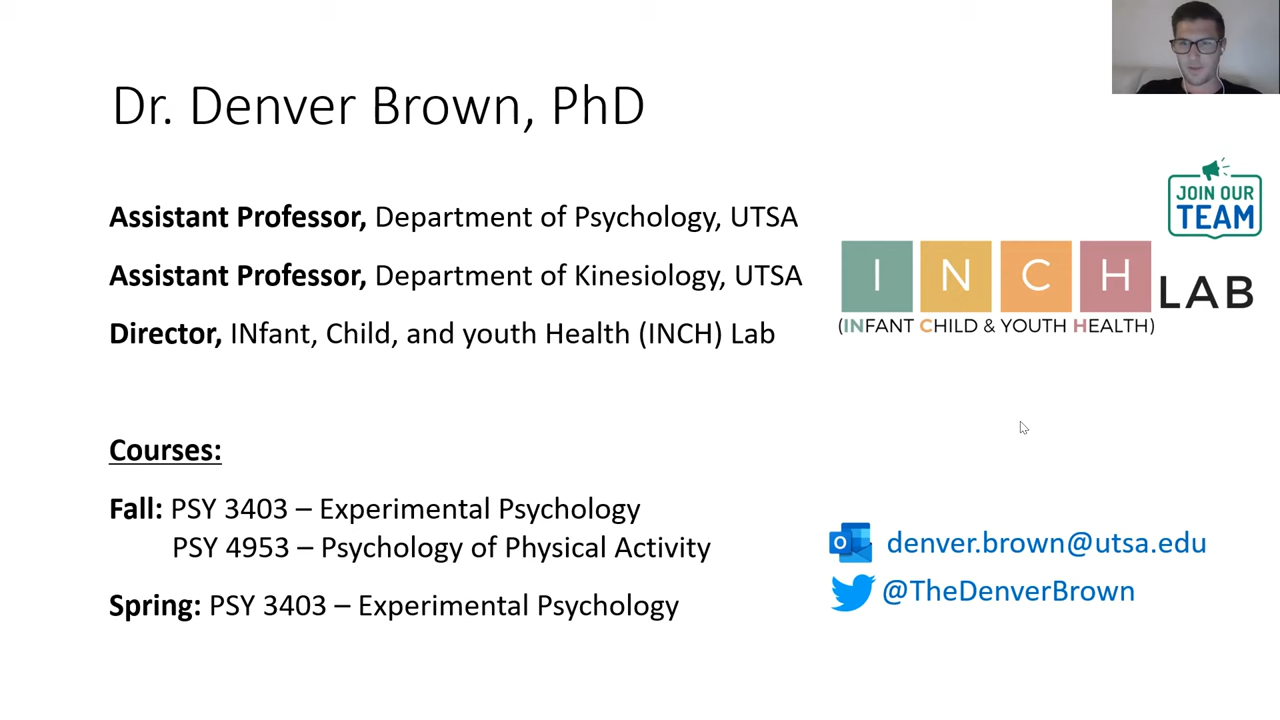 Dr. Denver Brown, PhD
Assistant Professor, Department of Psychology, UTSA
Assistant Professor, Department of Kinesiology, UTSA
Director, INfant, Child, and youth Health (INCH) Lab
JOIN OUR
TEAM
I N C H LAB
(INFANT CHILD & YOUTH HEALTH)
Courses:
Fall: PSY 3403 – Experimental Psychology
PSY 4953 – Psychology of Physical Activity
Spring: PSY 3403 – Experimental Psychology
O denver.brown@utsa.edu
@TheDenverBrown